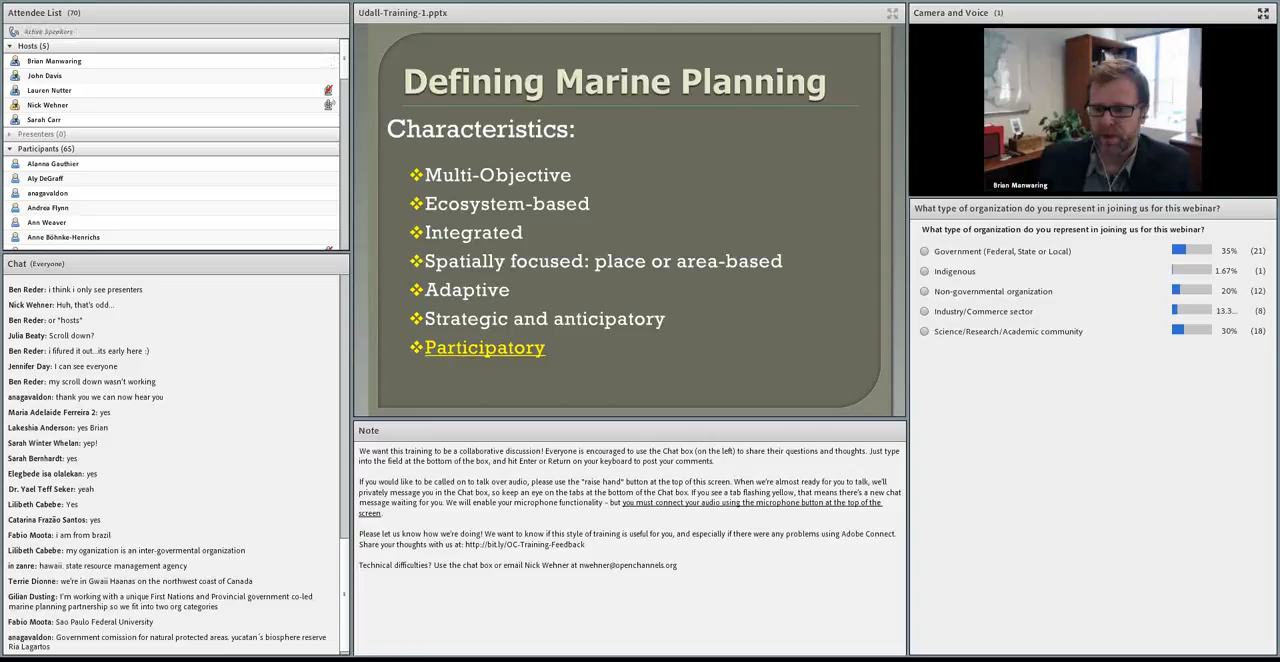 Attendee List (70)
Active Speakers
Hosts (5)
Brian Manwaring
John Davis
Lauren Nutter
Nick Wehner
Sarah Carr
Presenters (0)
Participants (65)
Alanna Gauthier
Aly DeGraff
anagavaldon
Andrea Flynn
Ann Weaver
Anne Böhnke-Henrichs
Chat (Everyone)
Ben Reder: i think i only see presenters
Nick Wehner: Huh, that's odd...
Ben Reder: or "hosts"
Julia Beaty: Scroll down?
Ben Reder: i fifured it out...its early here :)
Jennifer Day: I can see everyone
Ben Reder: my scroll down wasn't working
anagavaldon: thank you we can now hear you
Maria Adelaide Ferreira 2: yes
Lakeshia Anderson: yes Brian
Sarah Winter Whelan: yep!
Sarah Bernhardt: yes
Elegbede isa olalekan: yes
Dr. Yael Teff Seker: yeah
Lilibeth Cabebe: Yes
Catarina Frazão Santos: yes
Fabio Moota: i am from brazil
Lilibeth Cabebe: my oganization is an inter-govermental organization
in zanre: hawaii. state resource management agency
Terrie Dionne: we're in Gwaii Haanas on the northwest coast of Canada
Gilian Dusting: I'm working with a unique First Nations and Provincial government co-led
marine planning partnership so we fit into two org categories
Fabio Moota: Sao Paulo Federal University
anagavaldon: Government comission for natural protected areas. yucatan´s biosphere reserve
Ria Lagartos
Udall-Training-1.pptx
Defining Marine Planning
Characteristics:
Multi-Objective
Ecosystem-based
Integrated
Spatially focused: place or area-based
Adaptive
Strategic and anticipatory
Participatory
Note
We want this training to be a collaborative discussion! Everyone is encouraged to use the Chat box (on the left) to share their questions and thoughts. Just type
into the field at the bottom of the box, and hit Enter or Return on your keyboard to post your comments.
If you would like to be called on to talk over audio, please use the "raise hand" button at the top of this screen. When we're almost ready for you to talk, we'll
privately message you in the Chat box, so keep an eye on the tabs at the bottom of the Chat box. If you see a tab flashing yellow, that means there's a new chat
message waiting for you. We will enable your microphone functionality - but you must connect your audio using the microphone button at the top of the
screen.
Please let us know how we're doing! We want to know if this style of training is useful for you, and especially if there were any problems using Adobe Connect.
Share your thoughts with us at: http://bit.ly/OC-Training-Feedback
Technical difficulties? Use the chat box or email Nick Wehner at nwehner@openchannels.org
Camera and Voice (1)
Brian Manwaring
What type of organization do you represent in joining us for this webinar?
What type of organization do you represent in joining us for this webinar?
Government (Federal, State or Local) 35% (21)
Indigenous 1.67% (1)
Non-governmental organization 20% (12)
Industry/Commerce sector 13.3... (8)
Science/Research/Academic community 30% (18)